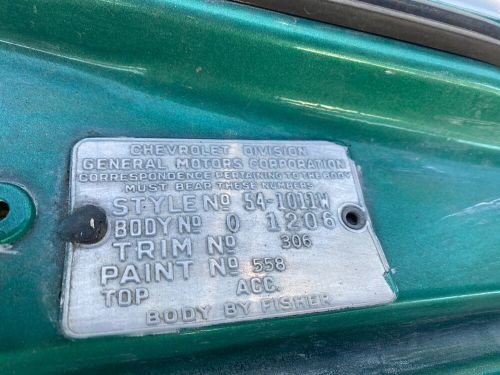 CHEVROLET DIVISION
GENERAL MOTORS CORPORATION
CORRESPONDENCE PERTAINING TO THE BODY
MUST BEAR THESE NUMBERS
STYLE NO 54-1011W
BODY NO O 1206
TRIM NO 306
PAINT NO 558
TOP ACC.
BODY BY FISHER